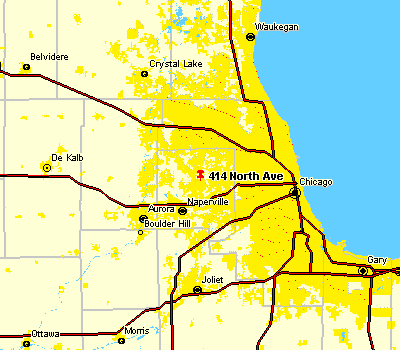 Waukegan
Belvidere
Crystal Lake
De Kalb
414 North Ave
Chicago
Naperville
Aurora
Boulder Hill
Gary
Joliet
Morris
Ottawa